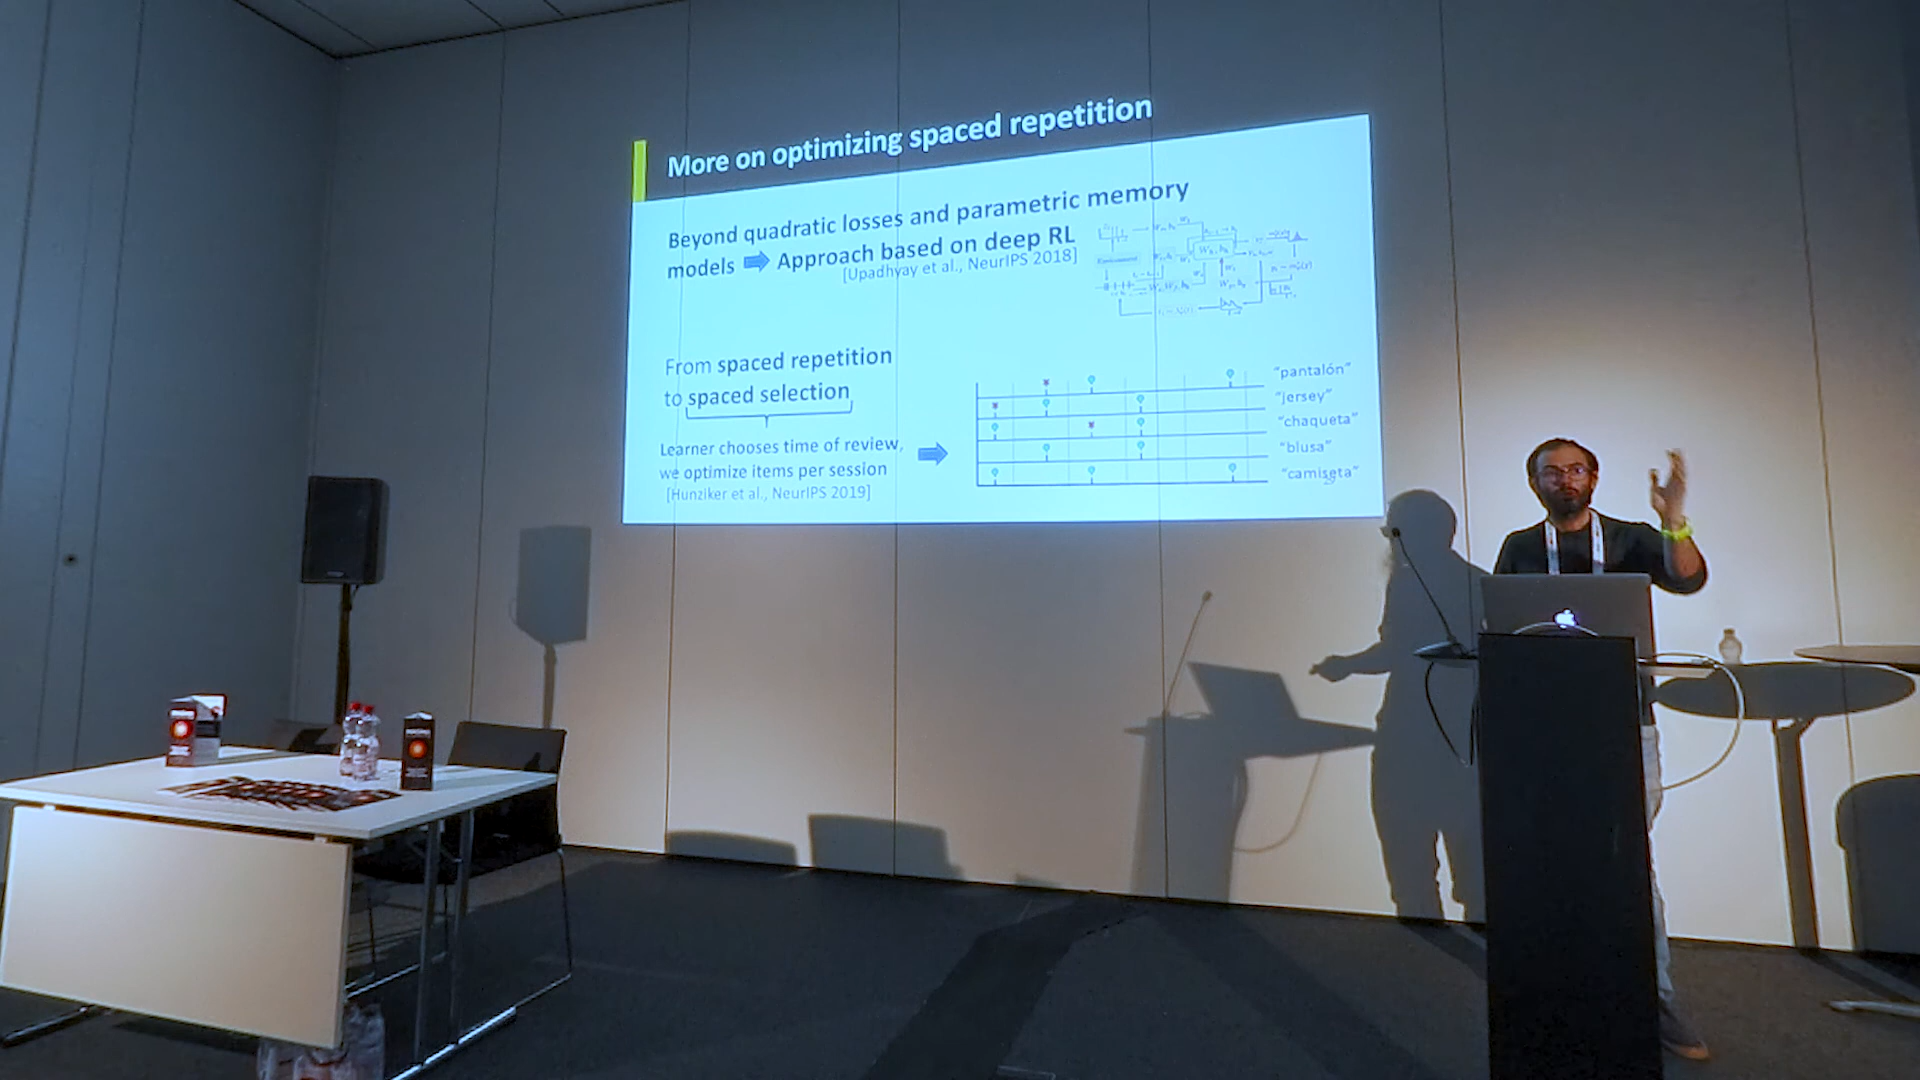 More on optimizing spaced repetition
Beyond quadratic losses and parametric memory
models Approach based on deep RL
[Upadhyay et al., NeurIPS 2018]
From spaced repetition
to spaced selection
Learner chooses time of review,
we optimize items per session
[Hunziker et al., NeurIPS 2019]
"pantalón"
"jersey"
"chaqueta"
"blusa"
"camiseta"